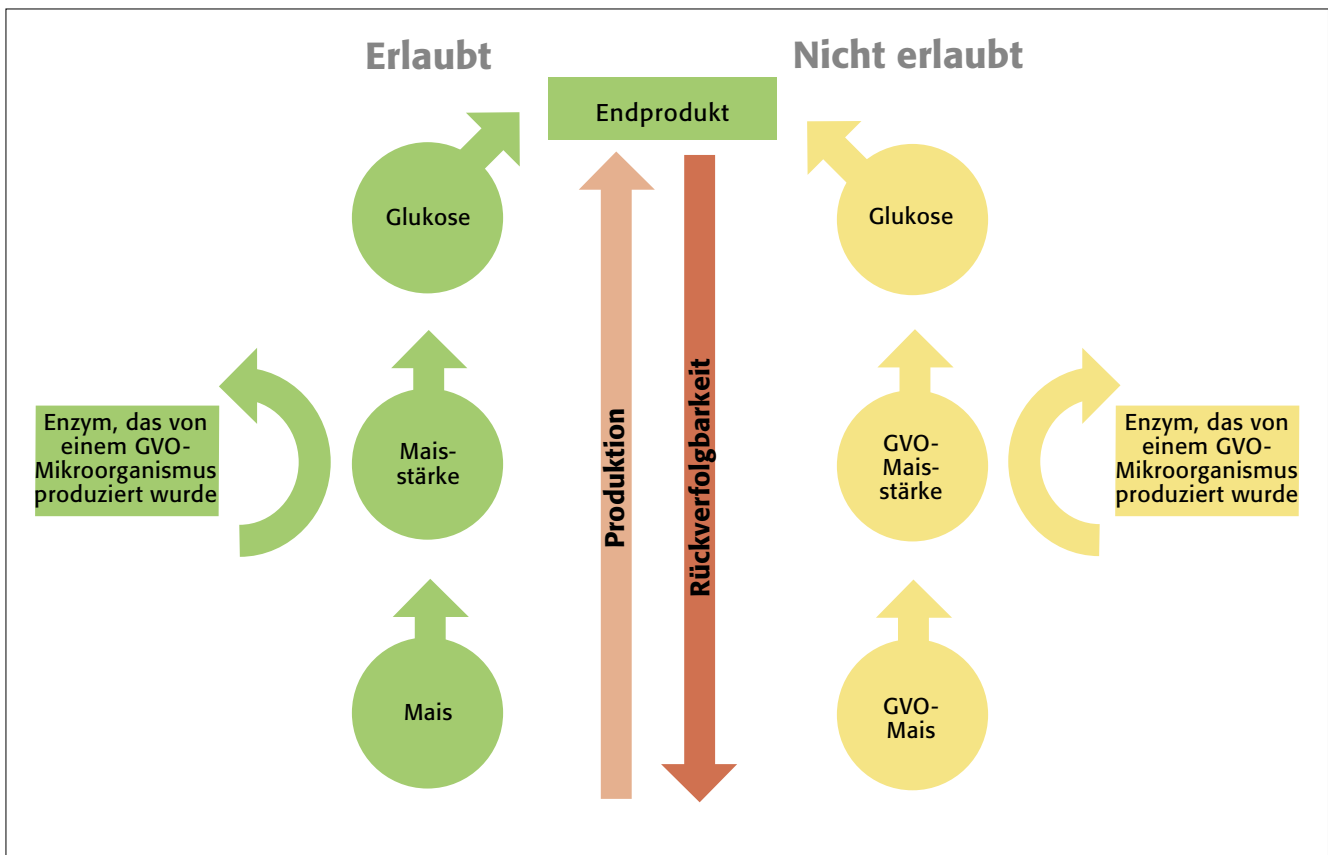 Erlaubt
Nicht erlaubt
Endprodukt
Glukose
Glukose
Enzym, das von
einem GVO-
Mikroorganismus
produziert wurde
Mais-
stärke
Produktion
Rückverfolgbarkeit
GVO-
Mais-
stärke
Enzym, das von
einem GVO-
Mikroorganismus
produziert wurde
Mais
GVO-
Mais